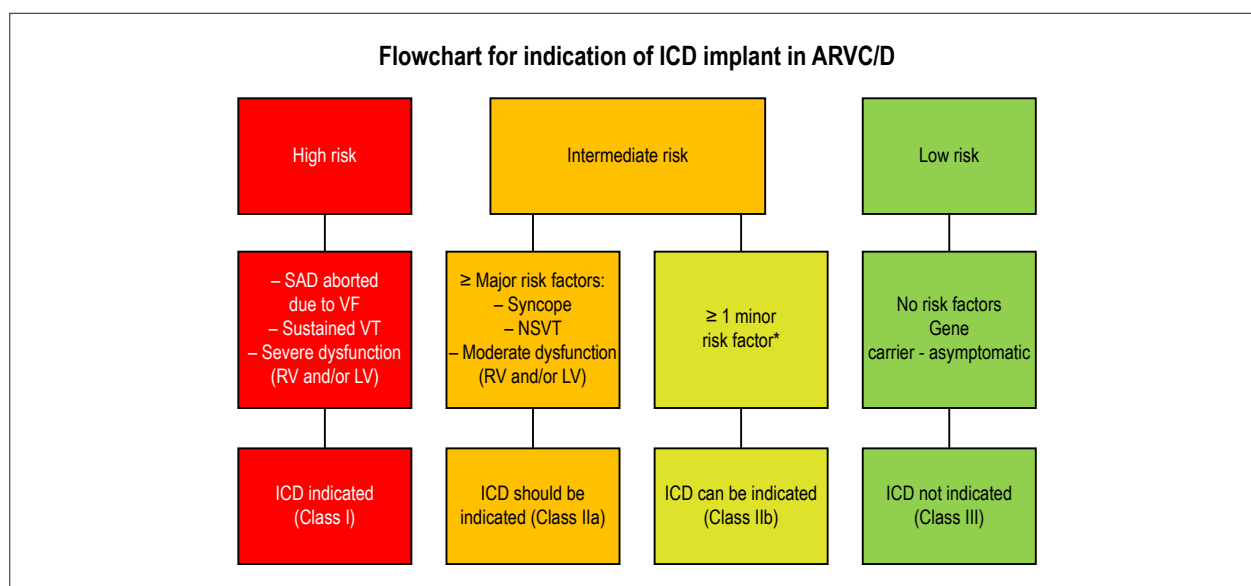 Flowchart for indication of ICD implant in ARVC/D
High risk
Intermediate risk
Low risk
– SAD aborted
due to VF
– Sustained VT
– Severe dysfunction
(RV and/or LV)
≥ Major risk factors:
– Syncope
– NSVT
– Moderate dysfunction
(RV and/or LV)
≥ 1 minor
risk factor*
No risk factors
Gene
carrier - asymptomatic
ICD indicated
(Class I)
ICD should be
indicated (Class IIa)
ICD can be indicated
(Class IIb)
ICD not indicated
(Class III)